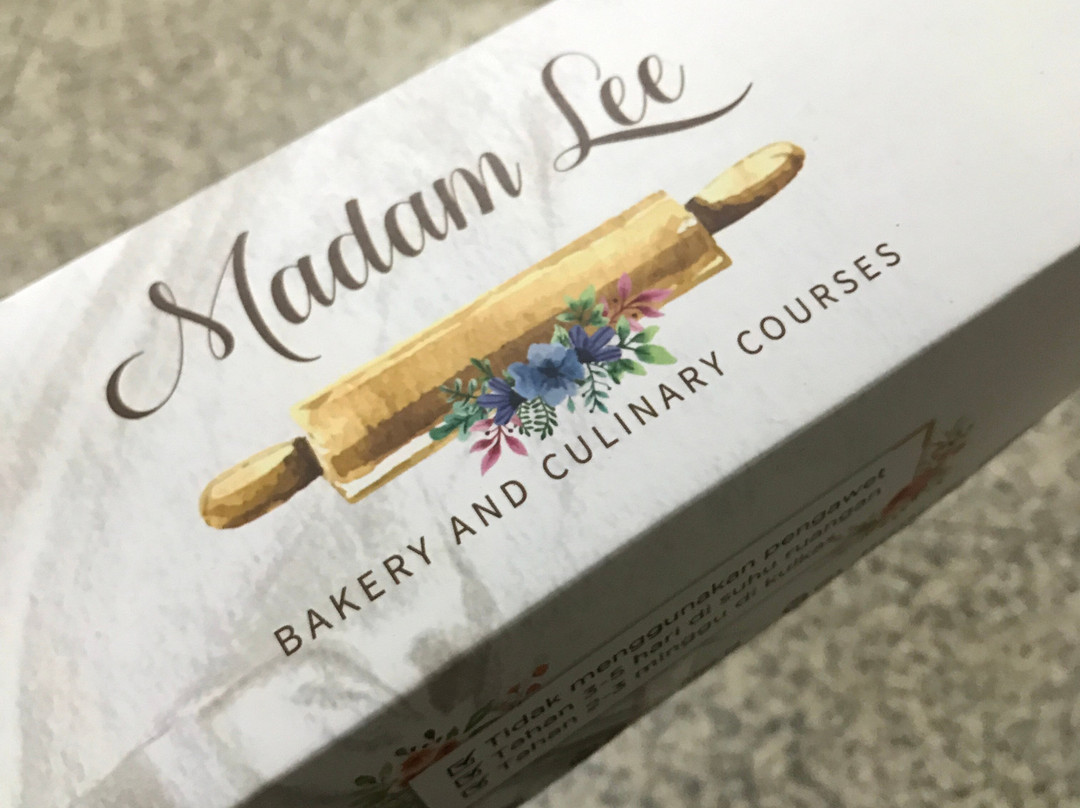 Madam Lee
BAKERY AND CULINARY COURSES
Tidak menggunakan pengawet
Tahan 3-5 hari di suhu ruangan
Tahan 2-3 minggu di kulkas